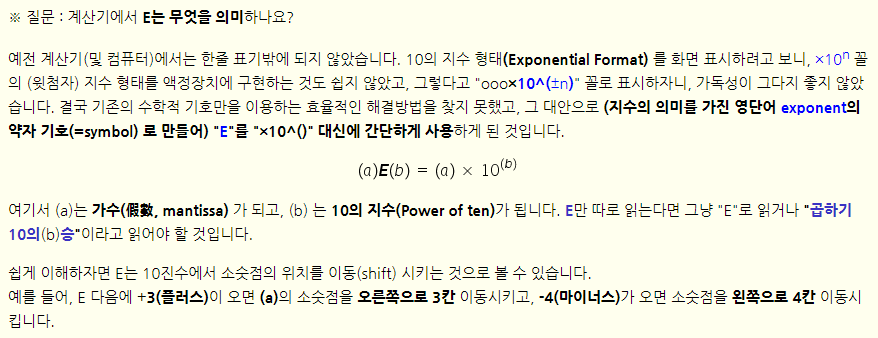 ※ 질문 : 계산기에서 E는 무엇을 의미하나요?
예전 계산기(및 컴퓨터)에서는 한줄 표기밖에 되지 않았습니다. 10의 지수 형태(Exponential Format) 를 화면 표시하려고 보니, ×10ⁿ 꼴
의 (윗첨자) 지수 형태를 액정장치에 구현하는 것도 쉽지 않았고, 그렇다고 "ooo×10^(±n)" 꼴로 표시하자니, 가독성이 그다지 좋지 않았
습니다. 결국 기존의 수학적 기호만을 이용하는 효율적인 해결방법을 찾지 못했고, 그 대안으로 (지수의 의미를 가진 영단어 exponent의
약자 기호(=symbol) 로 만들어) "E"를 "×10^()" 대신에 간단하게 사용하게 된 것입니다.
(a)E(b) = (a) × 10⁽ᵇ⁾
여기서 (a)는 가수(假數, mantissa) 가 되고, (b) 는 10의 지수(Power of ten)가 됩니다. E만 따로 읽는다면 그냥 "E"로 읽거나 "곱하기
10의(b)승"이라고 읽어야 할 것입니다.
쉽게 이해하자면 E는 10진수에서 소숫점의 위치를 이동(shift) 시키는 것으로 볼 수 있습니다.
예를 들어, E 다음에 +3(플러스)이 오면 (a)의 소숫점을 오른쪽으로 3칸 이동시키고, -4(마이너스)가 오면 소숫점을 왼쪽으로 4칸 이동시
킵니다.